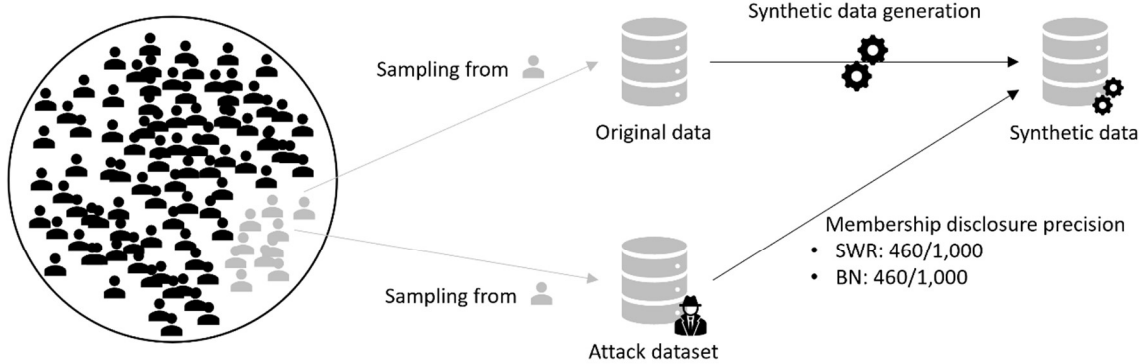 Synthetic data generation
Sampling from
Original data
Synthetic data
Membership disclosure precision
• SWR: 460/1,000
• BN: 460/1,000
Sampling from
Attack dataset